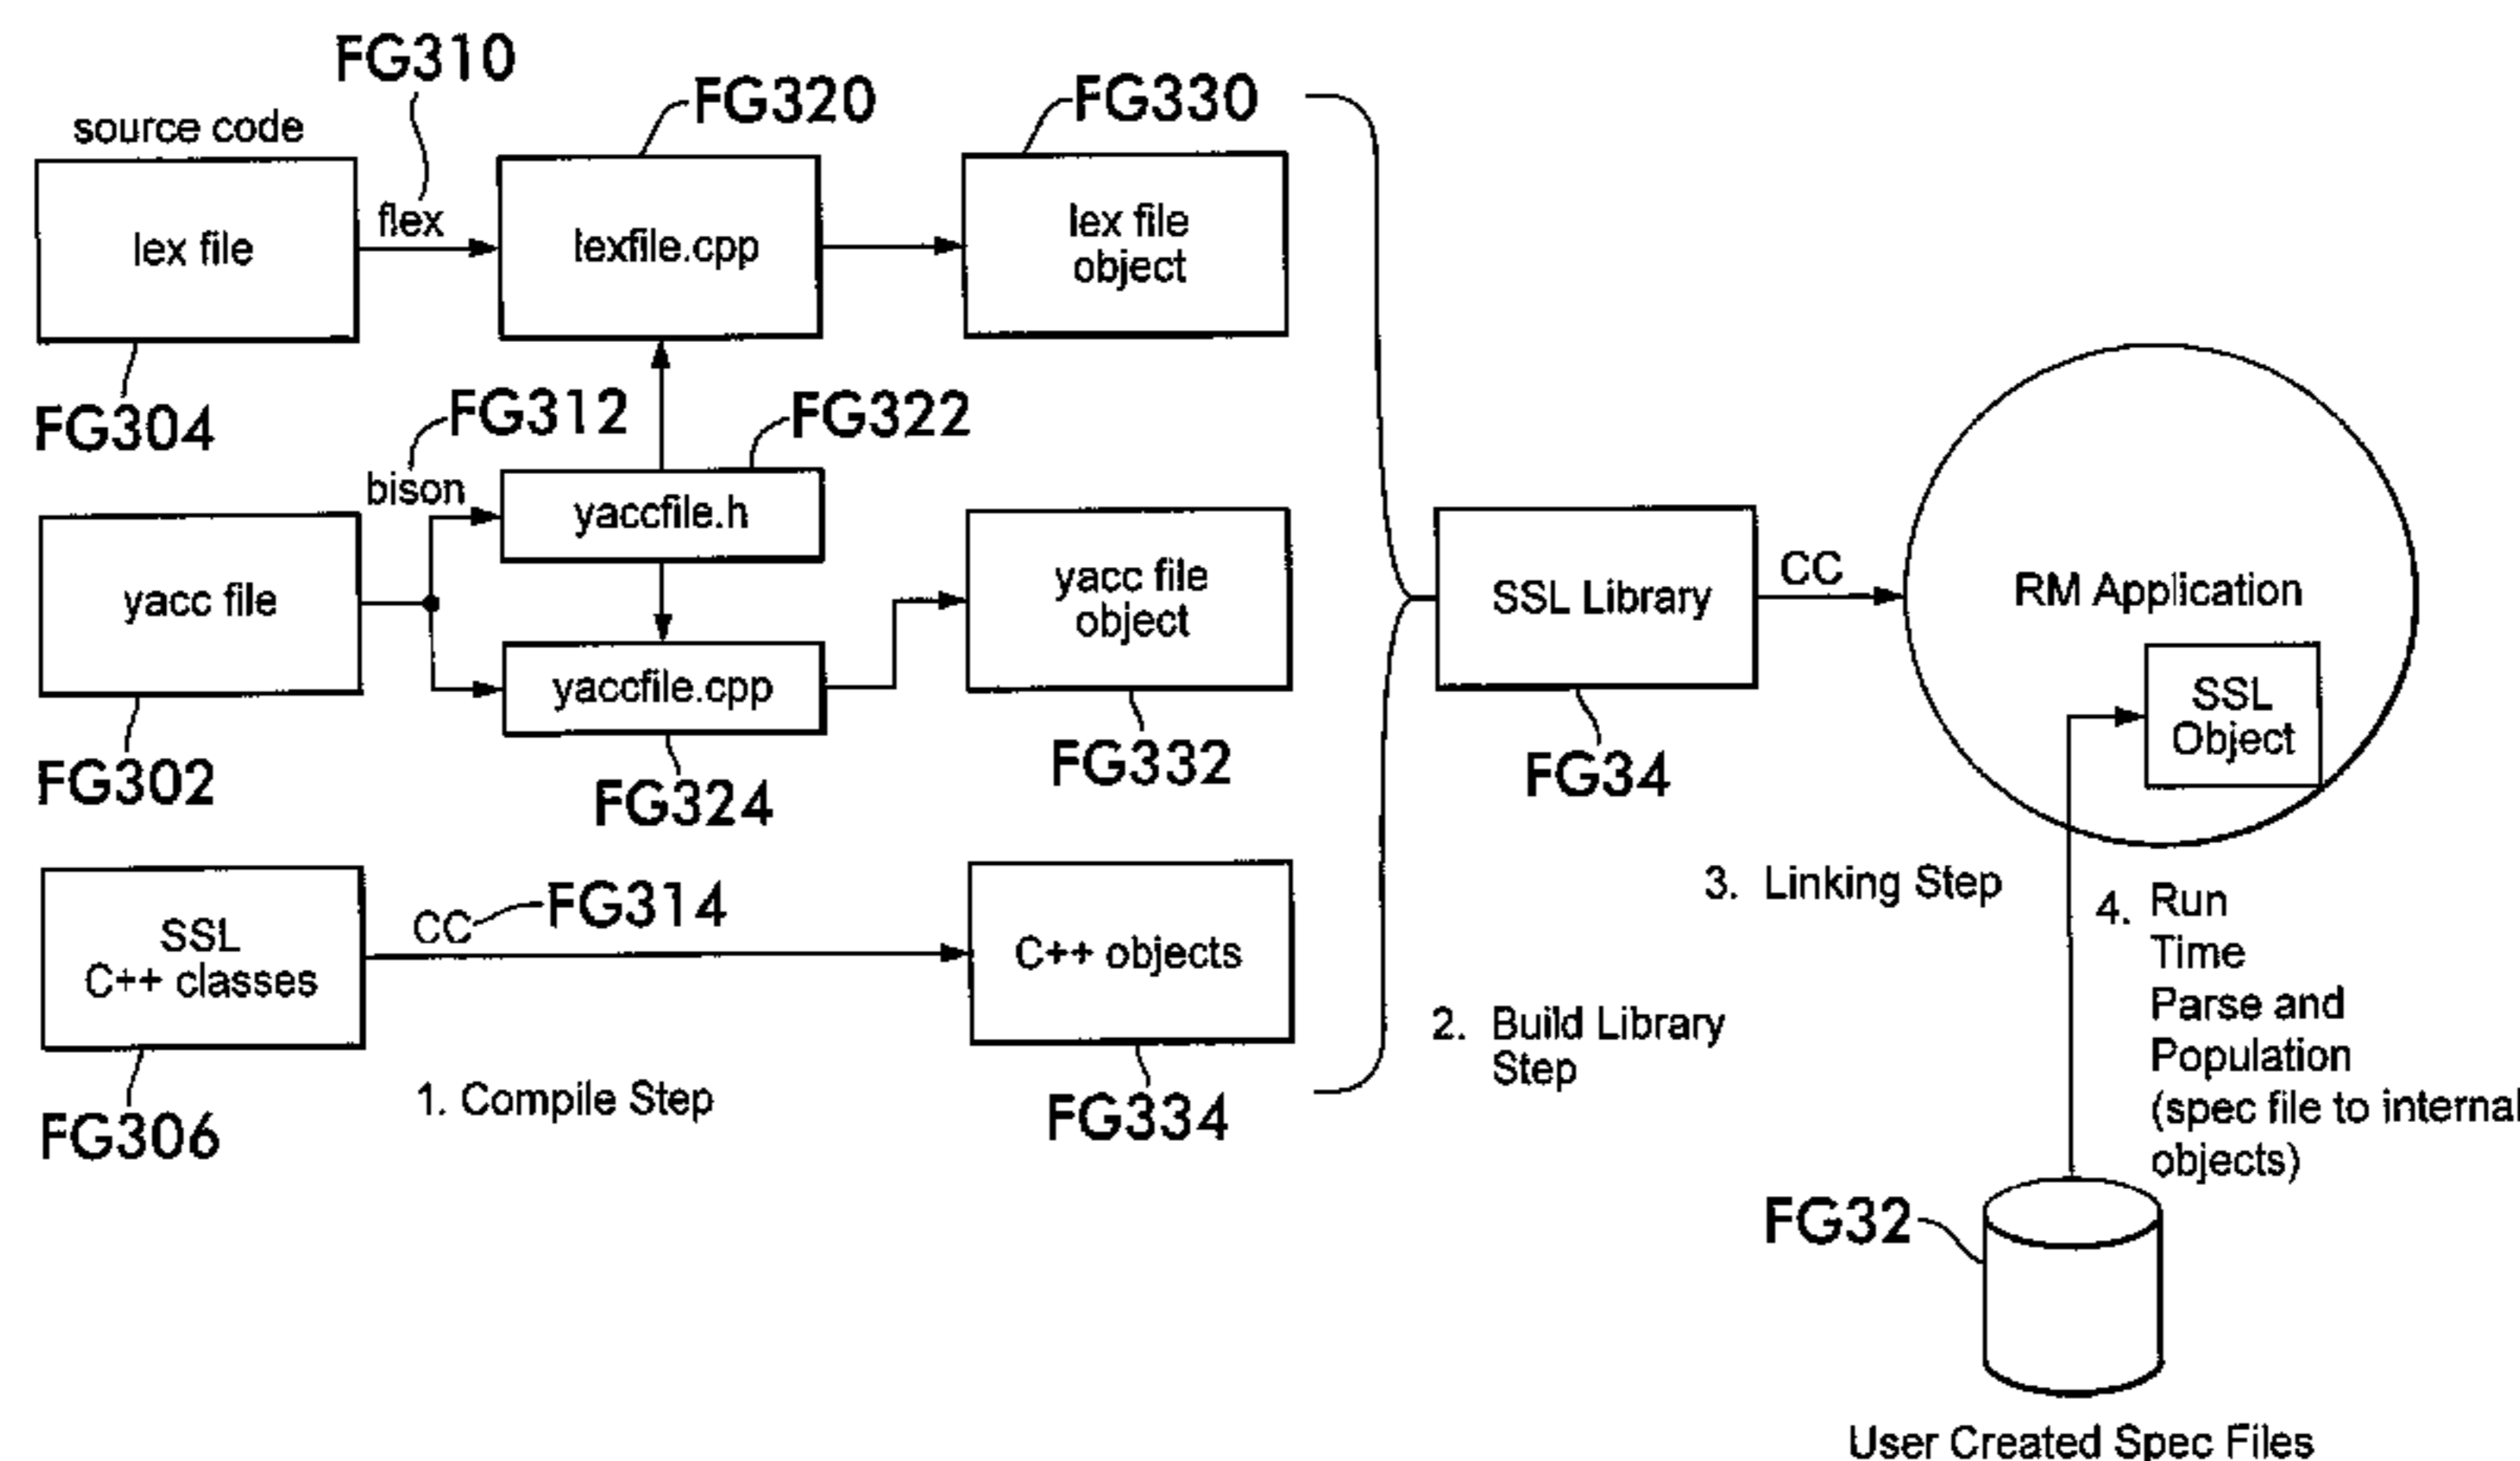 FG310
FG320
FG330
source code
lex file
flex
lexfile.cpp
lex file
object
FG304
FG312
FG322
bison
yacc file
yaccfile.h
yaccfile.cpp
yacc file
object
FG302
FG324
FG332
SSL Library
CC
FG34
RM Application
SSL
Object
SSL
C++ classes
CC
FG314
C++ objects
FG306
1. Compile Step
FG334
2. Build Library
Step
3. Linking Step
4. Run
Time
Parse and
Population
(spec file to internal
objects)
FG32
User Created Spec Files